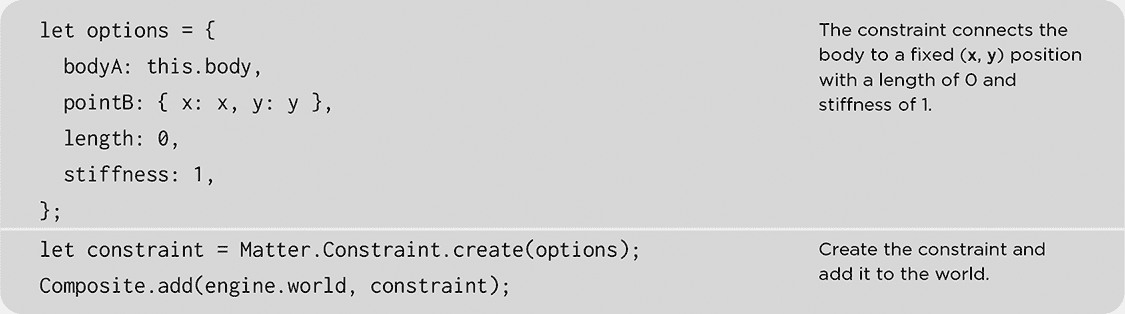 let options = {
bodyA: this.body,
pointB: { x: x, y: y },
length: 0,
stiffness: 1,
};
The constraint connects the
body to a fixed (x, y) position
with a length of 0 and
stiffness of 1.
let constraint = Matter.Constraint.create(options);
Composite.add(engine.world, constraint);
Create the constraint and
add it to the world.